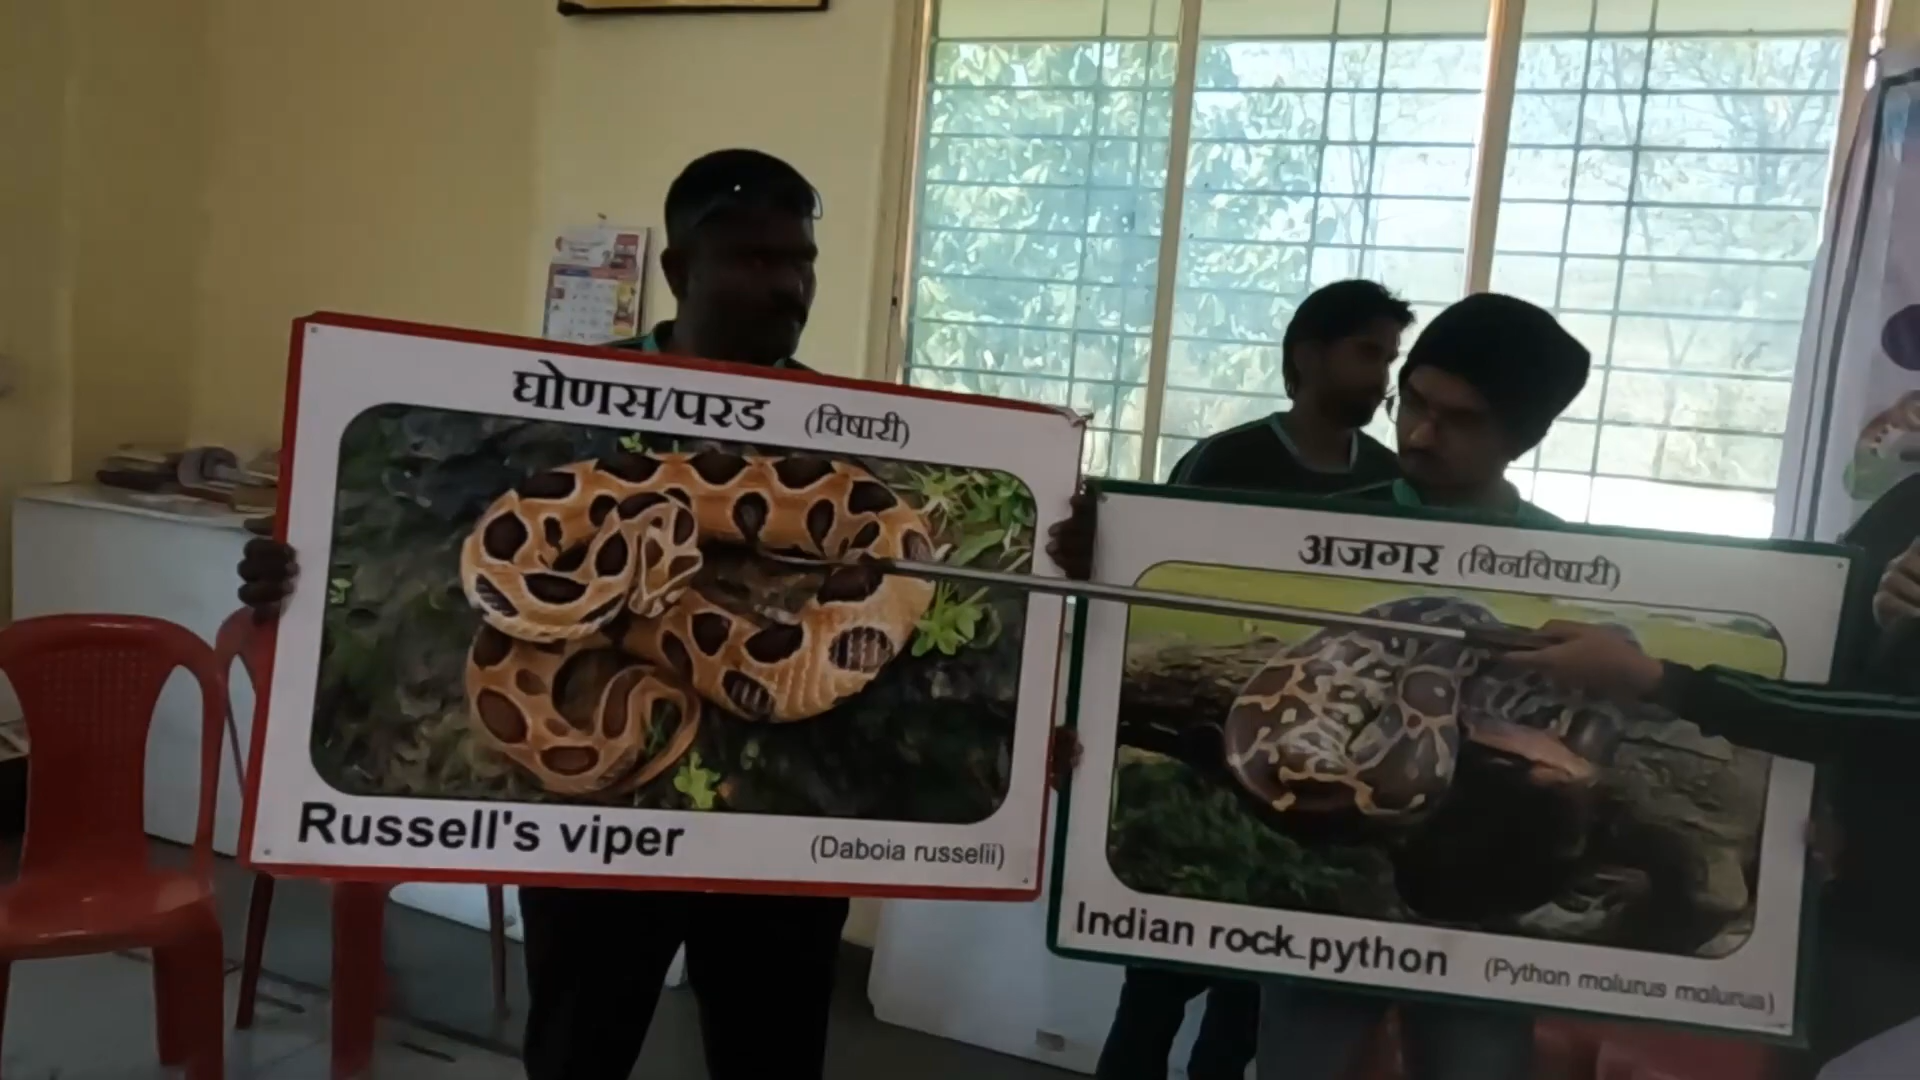 घोणस/परड (विषारी)
Russell's viper (Daboia russelii)
अजगर (बिनविषारी)
Indian rock python (Python molurus molurus)